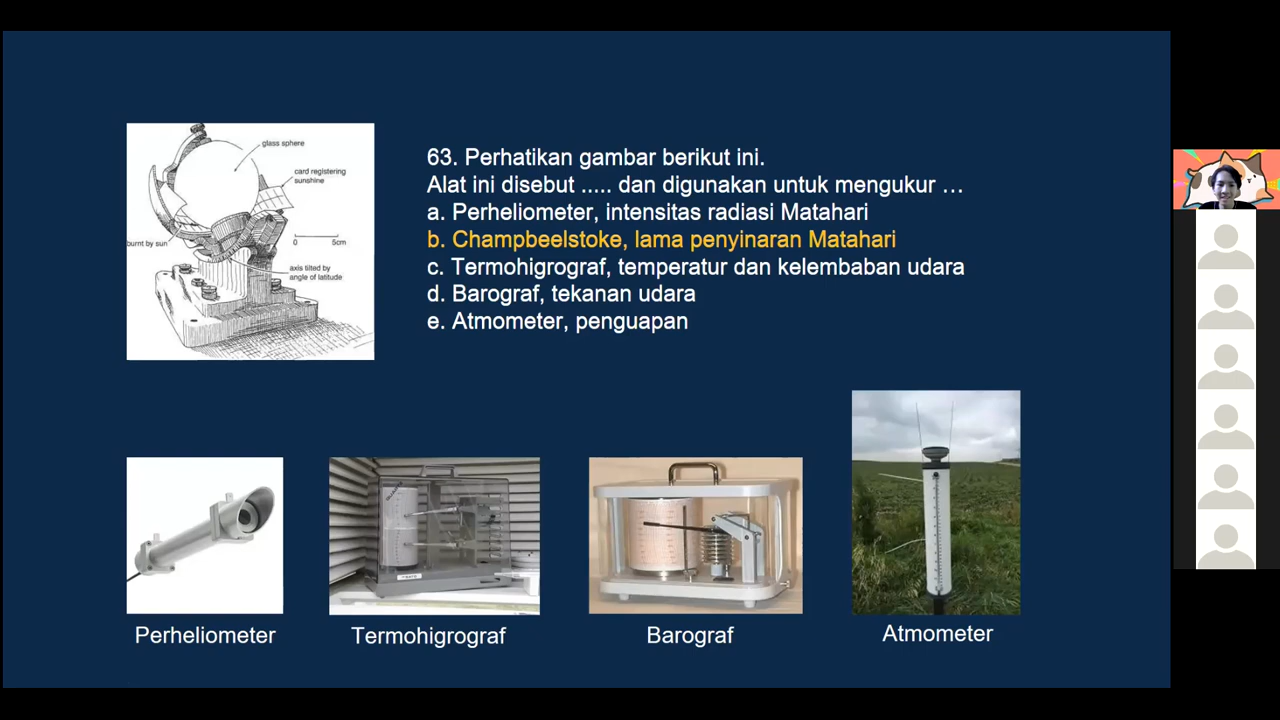 glass sphere
card registering
sunshine
burnt by sun
0 5cm
axis tilted by
angle of latitude
63. Perhatikan gambar berikut ini.
Alat ini disebut ..... dan digunakan untuk mengukur …
a. Perheliometer, intensitas radiasi Matahari
b. Champbeelstoke, lama penyinaran Matahari
c. Termohigrograf, temperatur dan kelembaban udara
d. Barograf, tekanan udara
e. Atmometer, penguapan
Perheliometer
Termohigrograf
Barograf
Atmometer